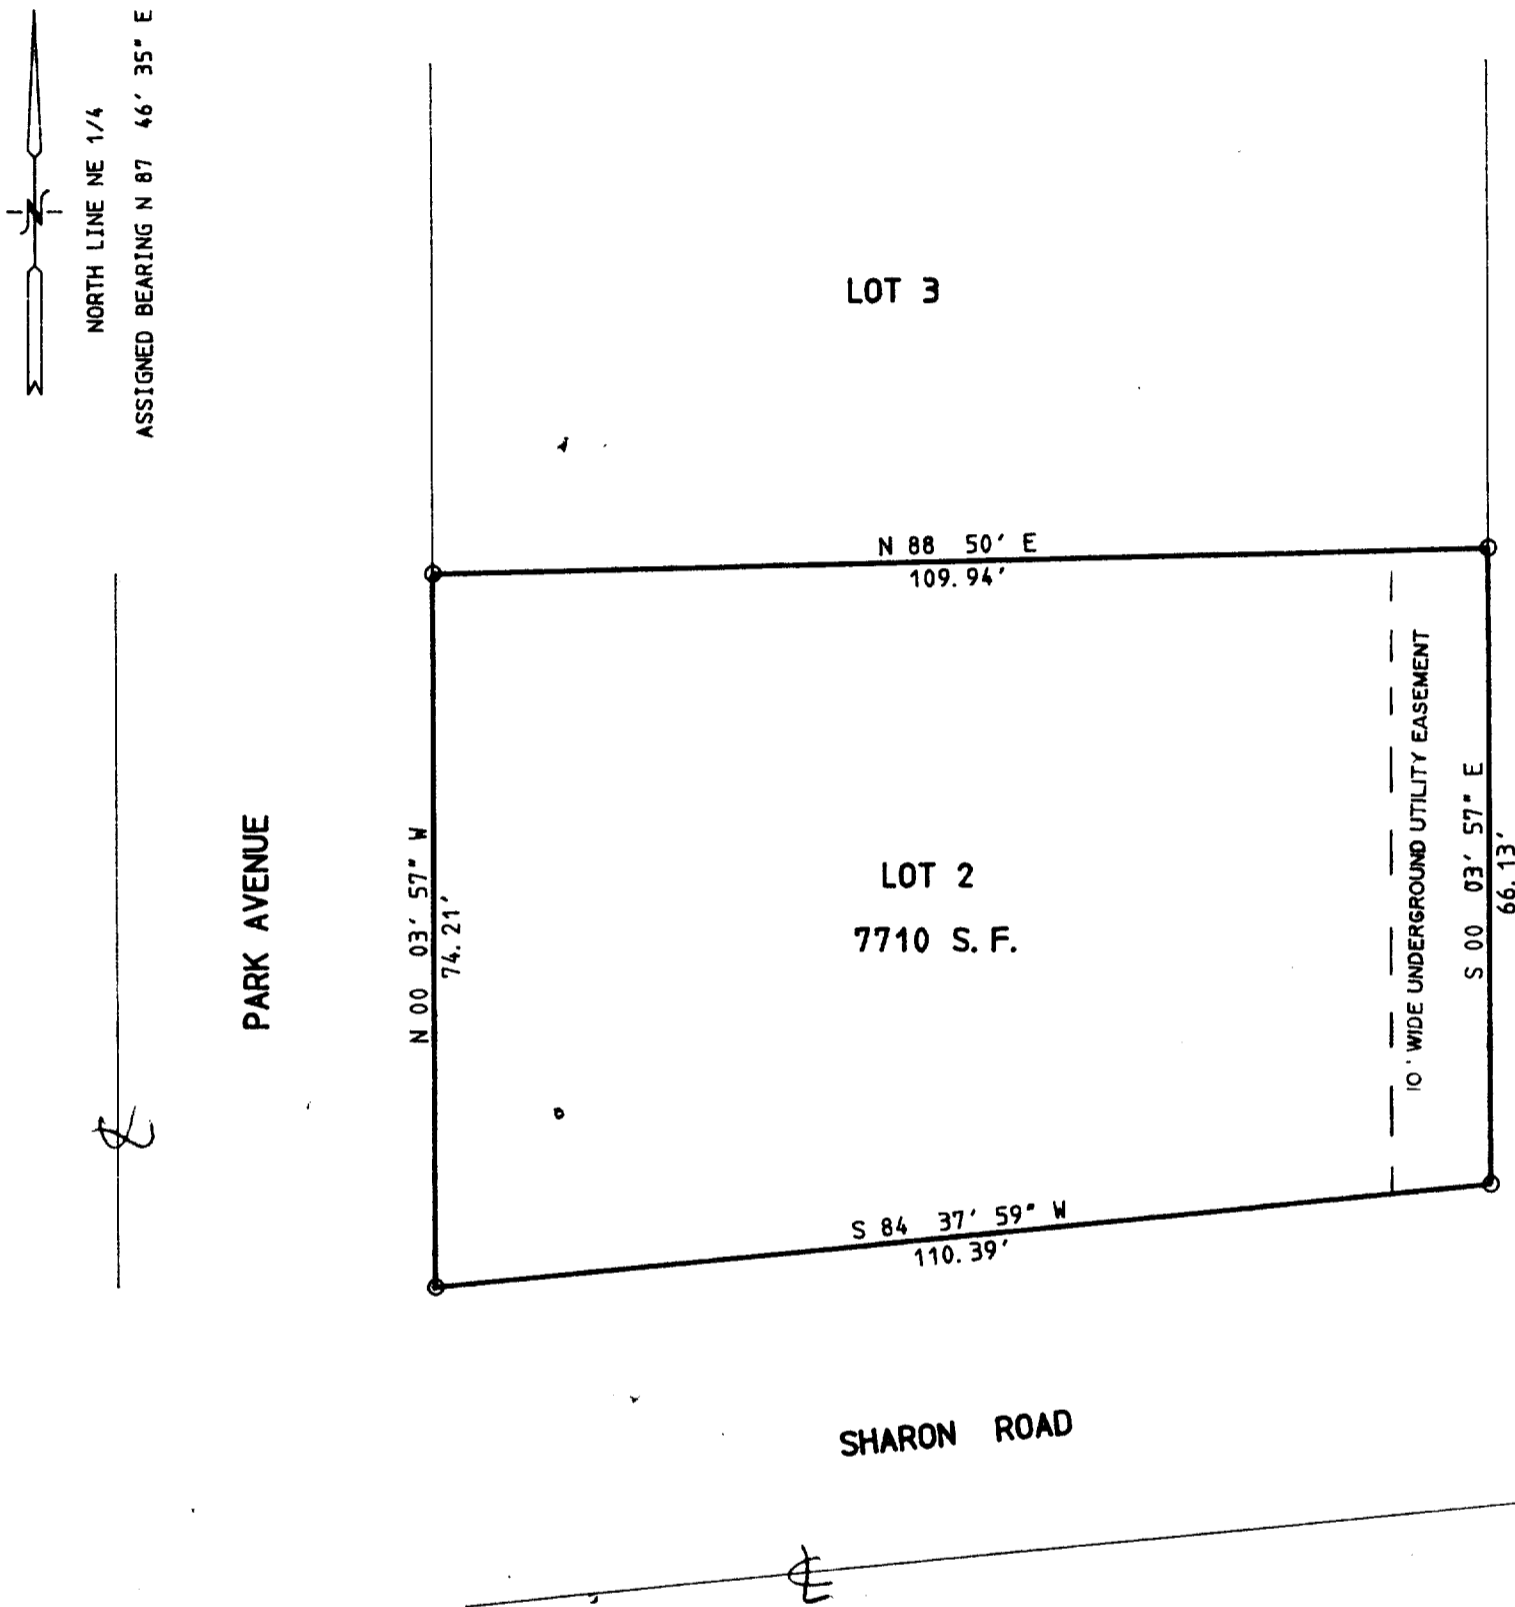 N
NORTH LINE NE 1/4
ASSIGNED BEARING N 87 46' 35" E
LOT 3
N 88 50' E
109.94'
PARK AVENUE
N 00 03' 57" W
74.21'
LOT 2
7710 S.F.
10' WIDE UNDERGROUND UTILITY EASEMENT
S 00 03' 57" E
66.13'
S 84 37' 59" W
110.39'
SHARON ROAD
℄
℄